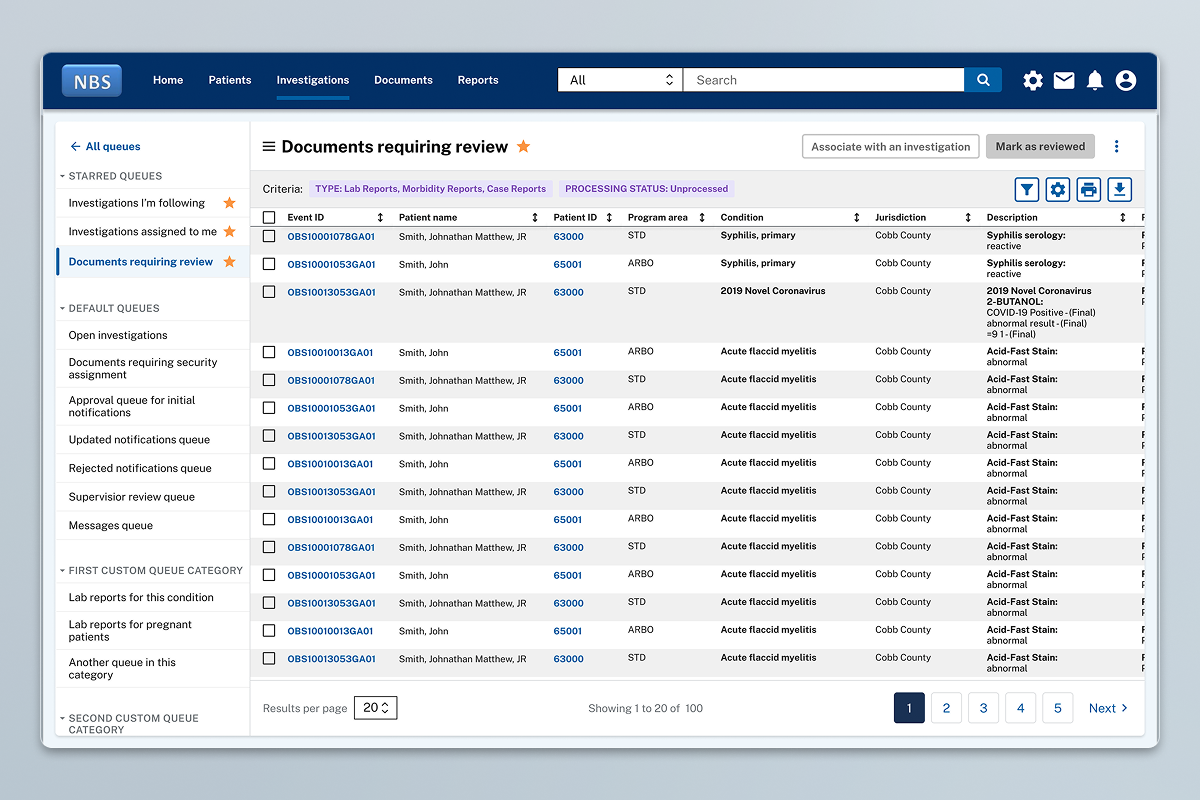 NBS Home Patients Investigations Documents Reports All Search
All queues
STARRED QUEUES
Investigations I'm following
Investigations assigned to me
Documents requiring review
DEFAULT QUEUES
Open investigations
Documents requiring security
assignment
Approval queue for initial
notifications
Updated notifications queue
Rejected notifications queue
Supervisior review queue
Messages queue
FIRST CUSTOM QUEUE CATEGORY
Lab reports for this condition
Lab reports for pregnant
patients
Another queue in this
category
SECOND CUSTOM QUEUE
CATEGORY
Documents requiring review Associate with an investigation Mark as reviewed
Criteria: TYPE: Lab Reports, Morbidity Reports, Case Reports PROCESSING STATUS: Unprocessed
Event ID Patient name Patient ID Program area Condition Jurisdiction Description
OBS10001078GA01 Smith, Johnathan Matthew, JR 63000 STD Syphilis, primary Cobb County Syphilis serology:
reactive
OBS10001053GA01 Smith, John 65001 ARBO Syphilis, primary Cobb County Syphilis serology:
reactive
OBS10013053GA01 Smith, Johnathan Matthew, JR 63000 STD 2019 Novel Coronavirus Cobb County 2019 Novel Coronavirus
2-BUTANOL:
COVID-19 Positive - (Final)
abnormal result - (Final)
=9 1 - (Final)
OBS10010013GA01 Smith, John 65001 ARBO Acute flaccid myelitis Cobb County Acid-Fast Stain:
abnormal
OBS10001078GA01 Smith, Johnathan Matthew, JR 63000 STD Acute flaccid myelitis Cobb County Acid-Fast Stain:
abnormal
OBS10001053GA01 Smith, John 65001 ARBO Acute flaccid myelitis Cobb County Acid-Fast Stain:
abnormal
OBS10013053GA01 Smith, Johnathan Matthew, JR 63000 STD Acute flaccid myelitis Cobb County Acid-Fast Stain:
abnormal
OBS10010013GA01 Smith, John 65001 ARBO Acute flaccid myelitis Cobb County Acid-Fast Stain:
abnormal
OBS10013053GA01 Smith, Johnathan Matthew, JR 63000 STD Acute flaccid myelitis Cobb County Acid-Fast Stain:
abnormal
OBS10010013GA01 Smith, John 65001 ARBO Acute flaccid myelitis Cobb County Acid-Fast Stain:
abnormal
OBS10001078GA01 Smith, Johnathan Matthew, JR 63000 STD Acute flaccid myelitis Cobb County Acid-Fast Stain:
abnormal
OBS10001053GA01 Smith, John 65001 ARBO Acute flaccid myelitis Cobb County Acid-Fast Stain:
abnormal
OBS10013053GA01 Smith, Johnathan Matthew, JR 63000 STD Acute flaccid myelitis Cobb County Acid-Fast Stain:
abnormal
OBS10010013GA01 Smith, John 65001 ARBO Acute flaccid myelitis Cobb County Acid-Fast Stain:
abnormal
OBS10013053GA01 Smith, Johnathan Matthew, JR 63000 STD Acute flaccid myelitis Cobb County Acid-Fast Stain:
abnormal
Results per page 20 Showing 1 to 20 of 100 1 2 3 4 5 Next